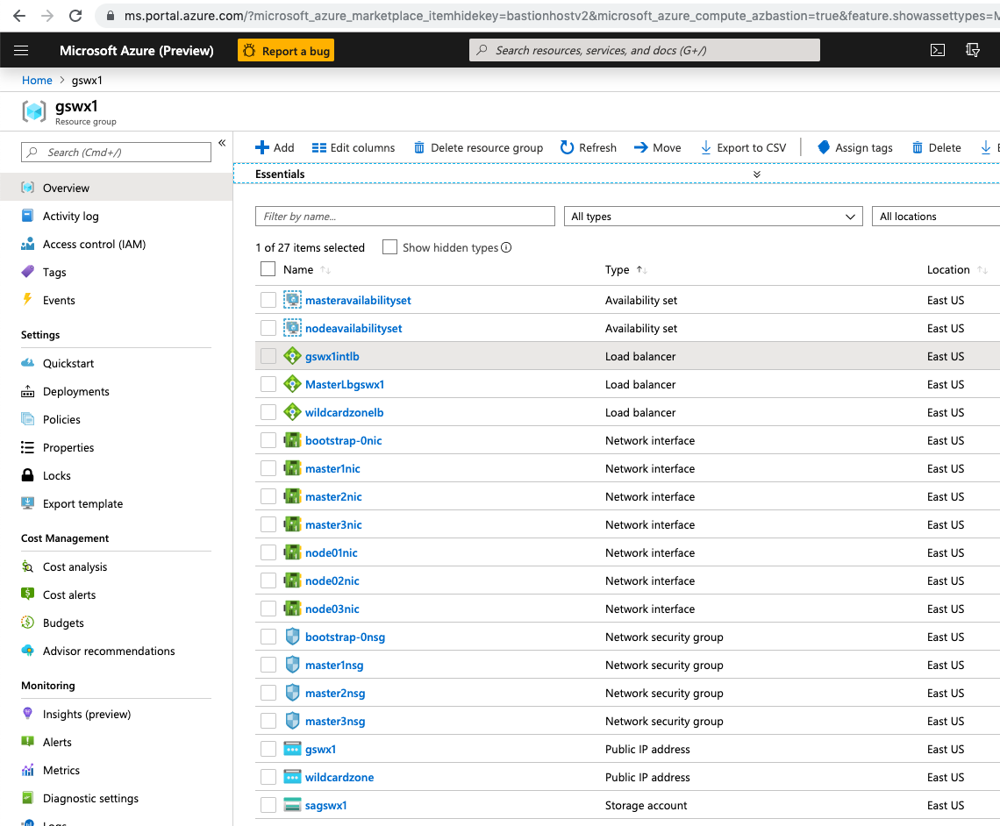 ms.portal.azure.com/?microsoft_azure_marketplace_itemhidekey=bastionhostv2&microsoft_azure_compute_azbastion=true&feature.showassettypes=
Microsoft Azure (Preview)
Report a bug
Search resources, services, and docs (G+/)
Home > gswx1
gswx1
Resource group
Search (Cmd+/)
«
Overview
Activity log
Access control (IAM)
Tags
Events
Settings
Quickstart
Deployments
Policies
Properties
Locks
Export template
Cost Management
Cost analysis
Cost alerts
Budgets
Advisor recommendations
Monitoring
Insights (preview)
Alerts
Metrics
Diagnostic settings
Logs
Add Edit columns Delete resource group Refresh Move Export to CSV Assign tags Delete
Essentials
Filter by name... All types All locations
1 of 27 items selected Show hidden types
Name Type Location
masteravailabilityset Availability set East US
nodeavailabilityset Availability set East US
gswx1intlb Load balancer East US
MasterLbgswx1 Load balancer East US
wildcardzonelb Load balancer East US
bootstrap-0nic Network interface East US
master1nic Network interface East US
master2nic Network interface East US
master3nic Network interface East US
node01nic Network interface East US
node02nic Network interface East US
node03nic Network interface East US
bootstrap-0nsg Network security group East US
master1nsg Network security group East US
master2nsg Network security group East US
master3nsg Network security group East US
gswx1 Public IP address East US
wildcardzone Public IP address East US
sagswx1 Storage account East US